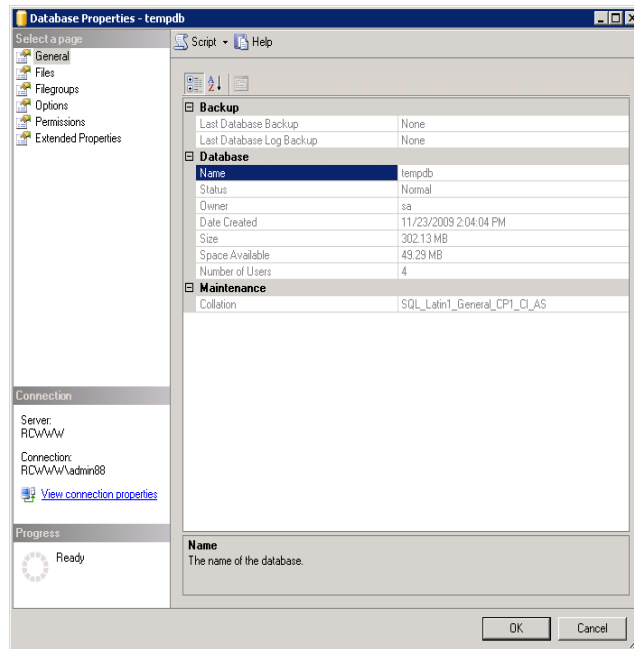 Database Properties - tempdb
Select a page
General
Files
Filegroups
Options
Permissions
Extended Properties
Script Help
Backup
Last Database Backup None
Last Database Log Backup None
Database
Name tempdb
Status Normal
Owner sa
Date Created 11/23/2009 2:04:04 PM
Size 302.13 MB
Space Available 49.29 MB
Number of Users 4
Maintenance
Collation SQL_Latin1_General_CP1_CI_AS
Connection
Server:
RCWWW
Connection:
RCWWW\admin88
View connection properties
Progress
Ready
Name
The name of the database.
OK Cancel